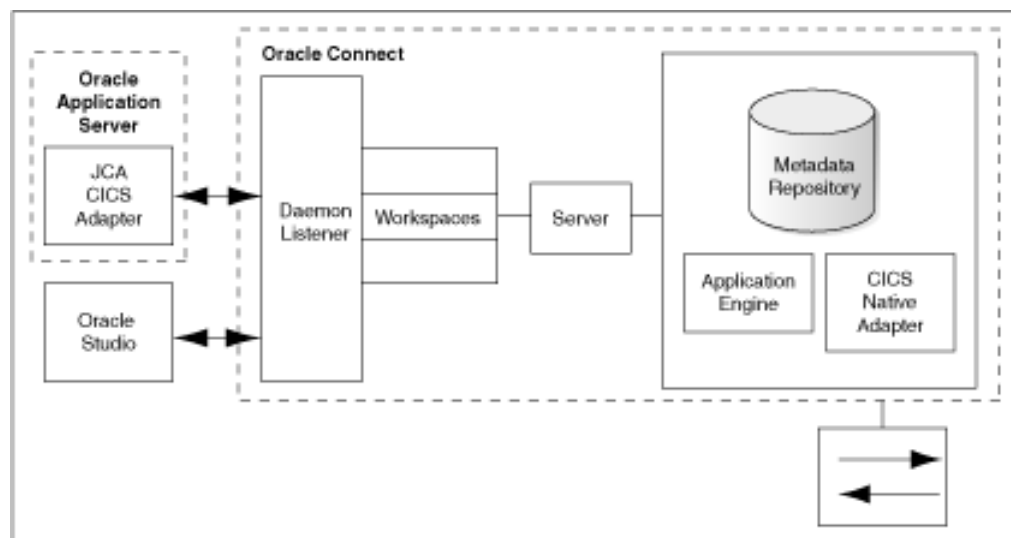 Oracle Connect
Oracle
Application
Server
JCA
CICS
Adapter
Daemon
Listener
Workspaces
Server
Metadata
Repository
Application
Engine
CICS
Native
Adapter
Oracle
Studio